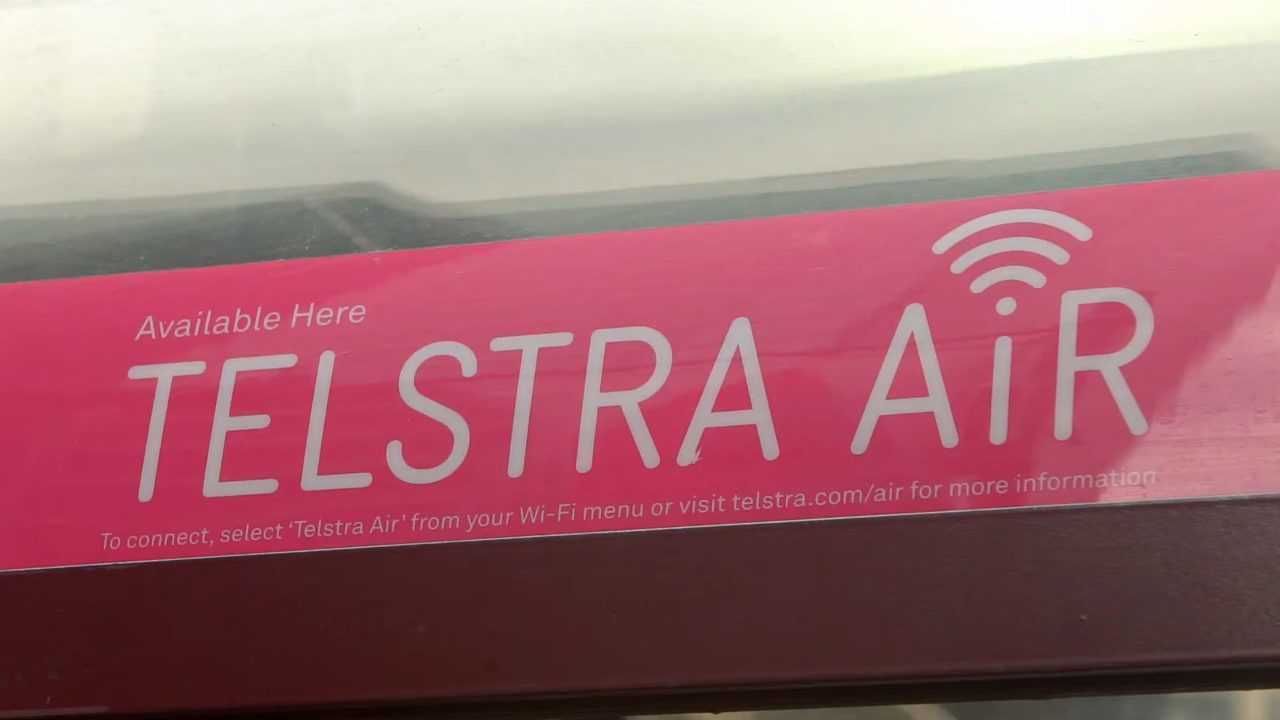 Available Here
TELSTRA AiR
To connect, select ‘Telstra Air’ from your Wi-Fi menu or visit telstra.com/air for more information